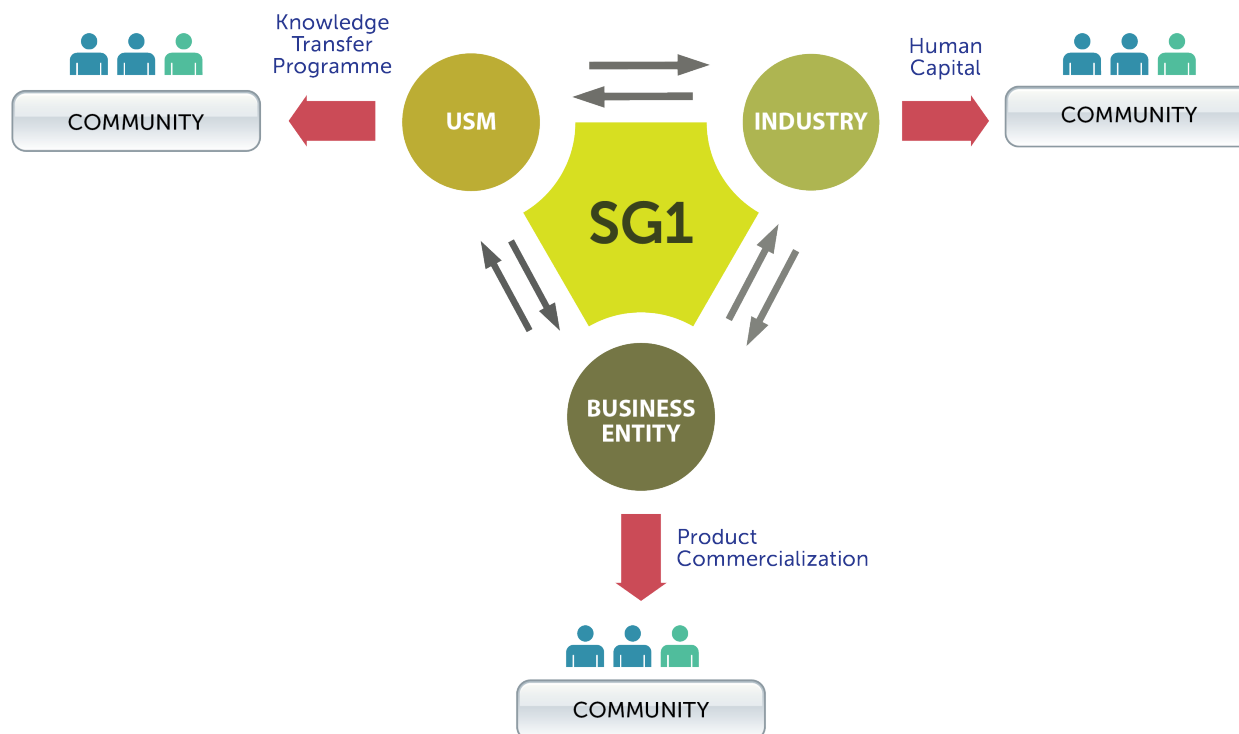 Knowledge
Transfer
Programme
COMMUNITY
USM
INDUSTRY
Human
Capital
COMMUNITY
SG1
BUSINESS
ENTITY
Product
Commercialization
COMMUNITY